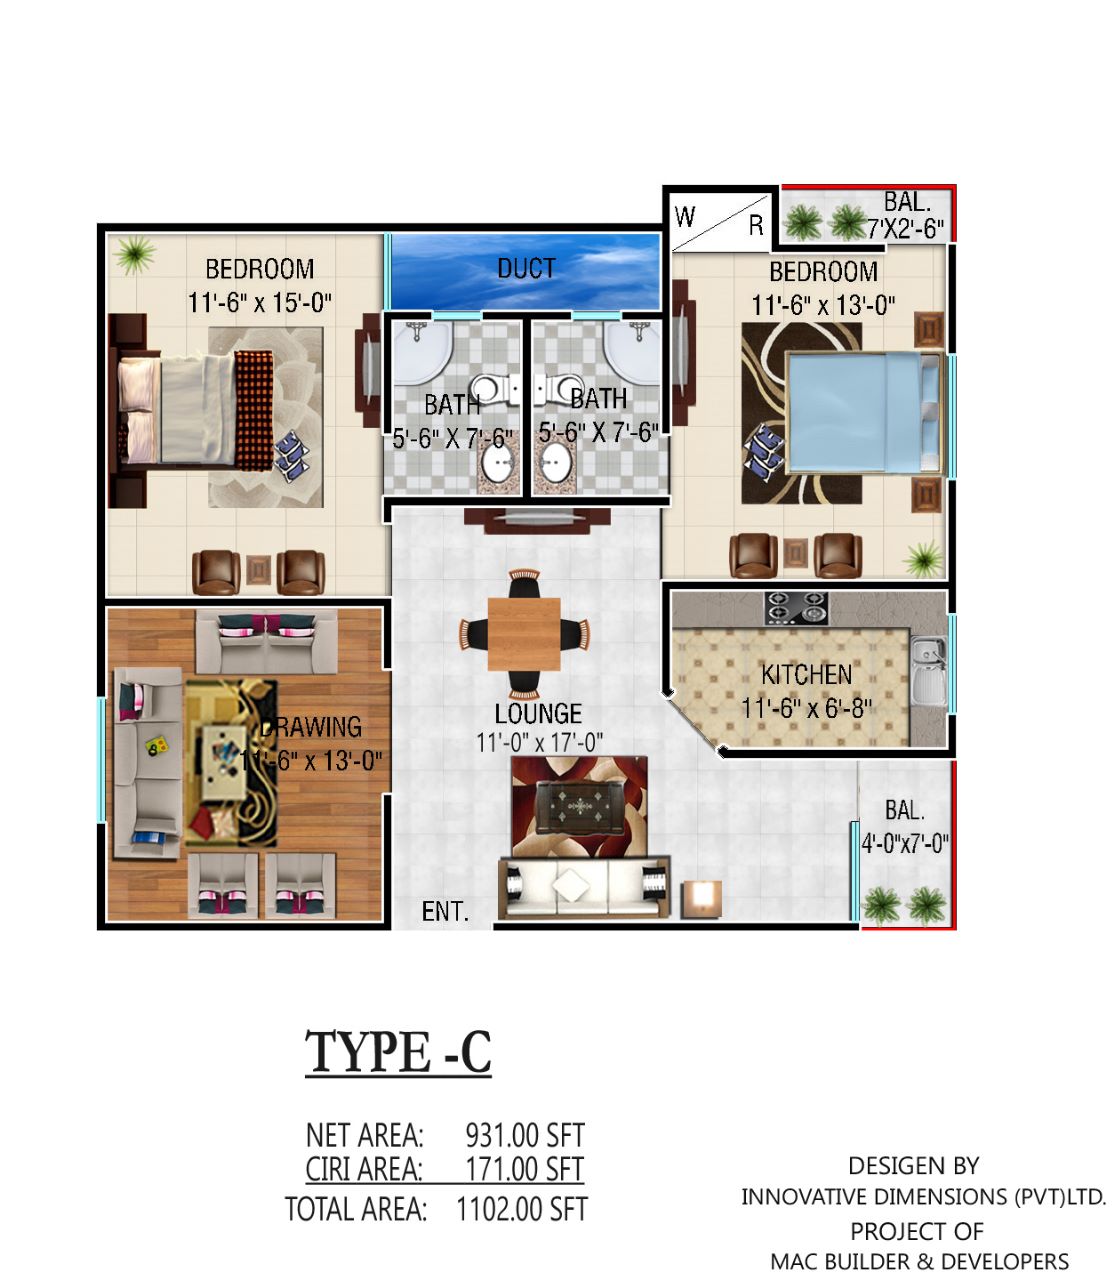 W
R
BAL.
7'X2'-6"
BEDROOM
11'-6" x 15'-0"
DUCT
BEDROOM
11'-6" x 13'-0"
BATH
5'-6" X 7'-6"
BATH
5'-6" X 7'-6"
KITCHEN
11'-6" x 6'-8"
LOUNGE
11'-0" x 17'-0"
DRAWING
11'-6" x 13'-0"
BAL.
4'-0"x7'-0"
ENT.
TYPE -C
NET AREA: 931.00 SFT
CIRI AREA: 171.00 SFT
TOTAL AREA: 1102.00 SFT
DESIGEN BY
INNOVATIVE DIMENSIONS (PVT)LTD.
PROJECT OF
MAC BUILDER & DEVELOPERS